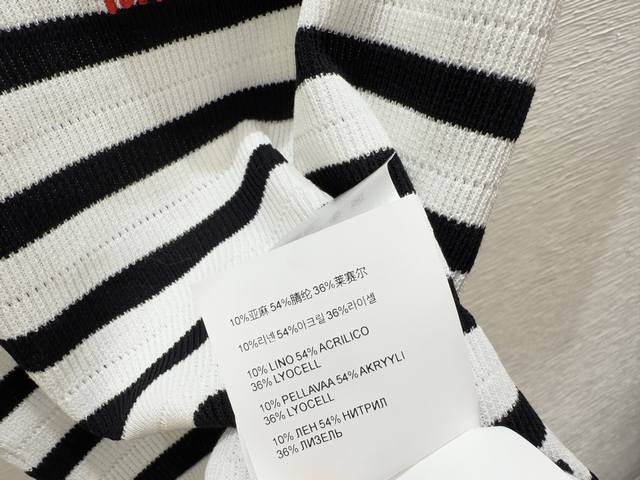 10%亚麻 54%腈纶 36%莱赛尔
10%라넨 54%아크릴 36%라이셀
10% LINO 54% ACRILICO
36% LYOCELL
10% PELLAVAA 54% AKRYYLI
36% LYOCELL
10% ЛЕН 54% НИТРИЛ
36% ЛИЗЕЛЬ